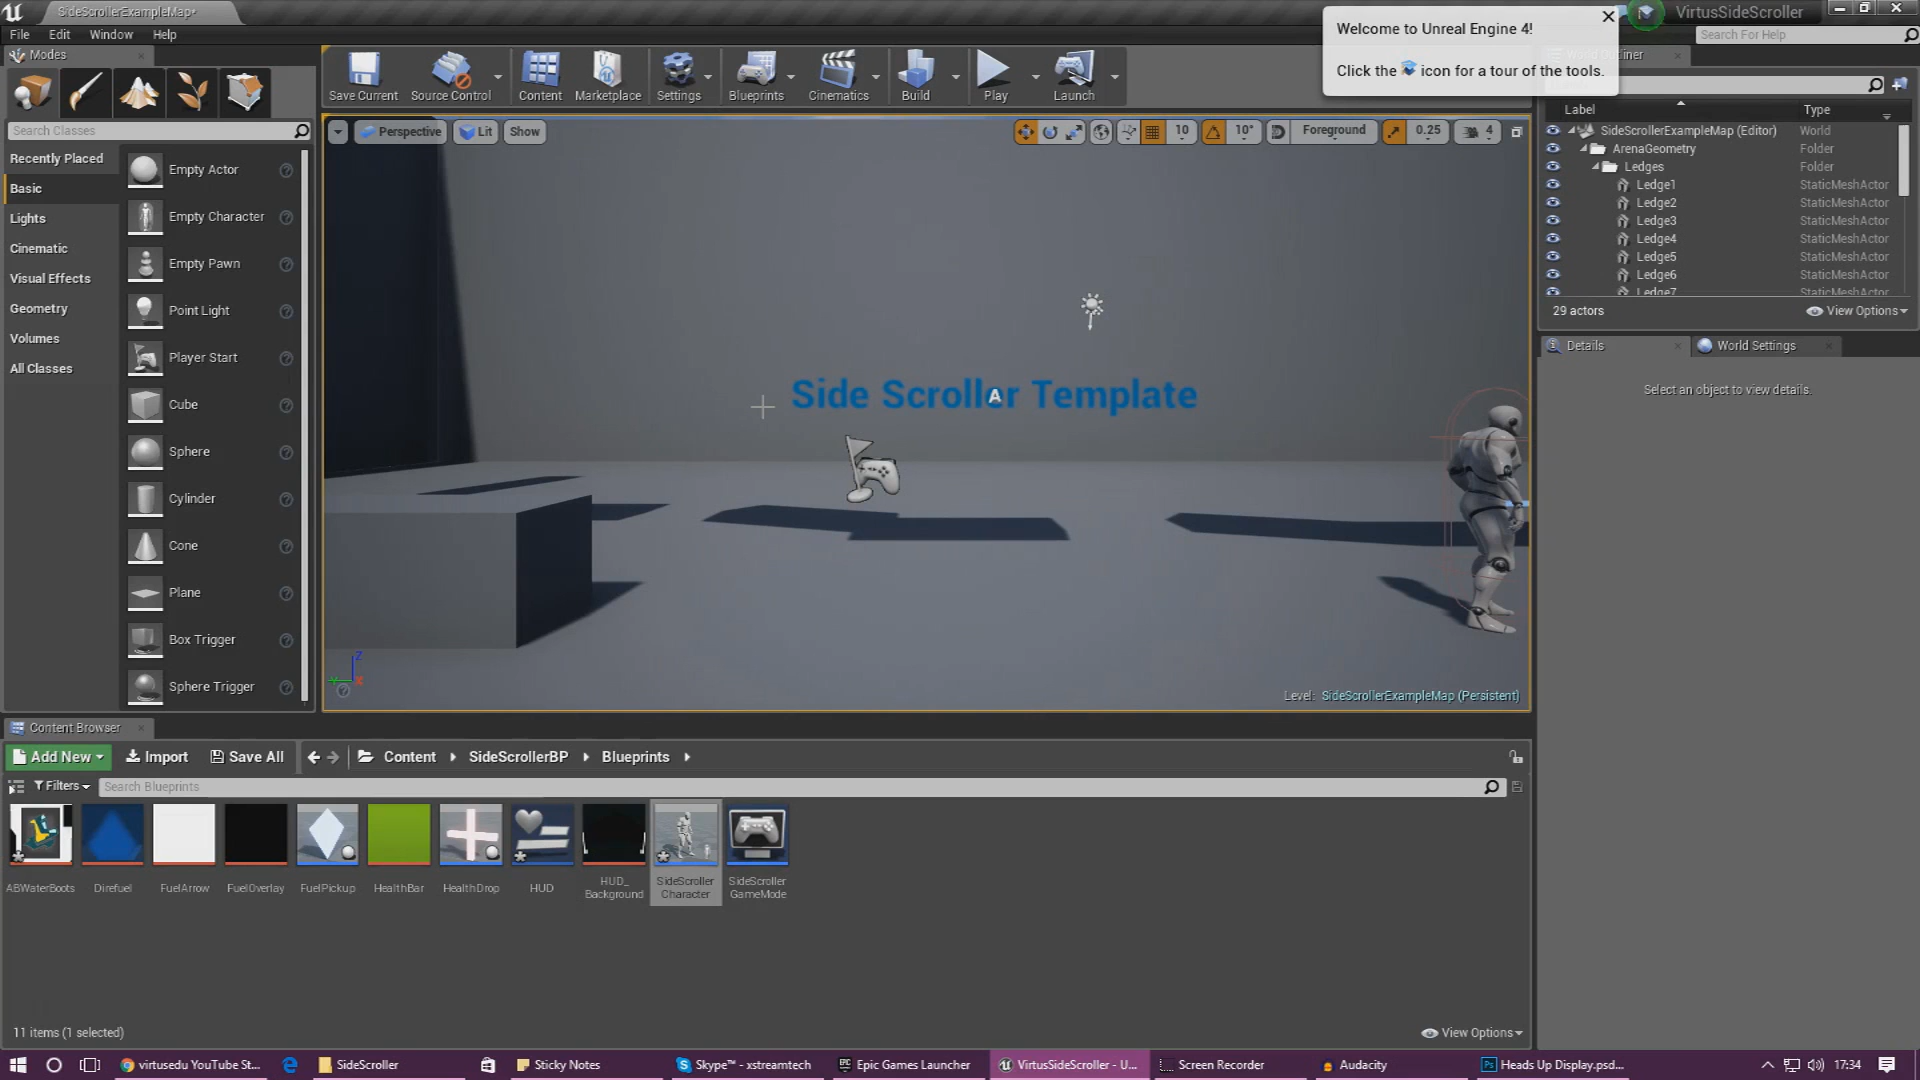 SideScrollerExampleMap*
VirtusSideScroller
File Edit Window Help
Search For Help
Welcome to Unreal Engine 4!
Click the icon for a tour of the tools.
Modes
Save Current Source Control Content Marketplace Settings Blueprints Cinematics Build Play Launch
World Outliner
Search Classes
Label Type
Perspective Lit Show
10 10° Foreground 0.25 4
SideScrollerExampleMap (Editor) World
ArenaGeometry Folder
Ledges Folder
Ledge1 StaticMeshActor
Ledge2 StaticMeshActor
Ledge3 StaticMeshActor
Ledge4 StaticMeshActor
Ledge5 StaticMeshActor
Ledge6 StaticMeshActor
Ledge7 StaticMeshActor
29 actors View Options
Details World Settings
Select an object to view details.
Recently Placed
Basic
Lights
Cinematic
Visual Effects
Geometry
Volumes
All Classes
Empty Actor
Empty Character
Empty Pawn
Point Light
Player Start
Cube
Sphere
Cylinder
Cone
Plane
Box Trigger
Sphere Trigger
Side Scroller Template
A
Z
Y X
Level: SideScrollerExampleMap (Persistent)
Content Browser
Add New Import Save All Content SideScrollerBP Blueprints
Filters Search Blueprints
ABWaterBoots Direfuel FuelArrow FuelOverlay FuelPickup HealthBar HealthDrop HUD HUD_ SideScroller SideScroller
Background Character GameMode
11 items (1 selected) View Options
virtusedu YouTube St... SideScroller Sticky Notes Skype™ - xstreamtech Epic Games Launcher VirtusSideScroller - U... Screen Recorder Audacity Heads Up Display.psd... 17:34